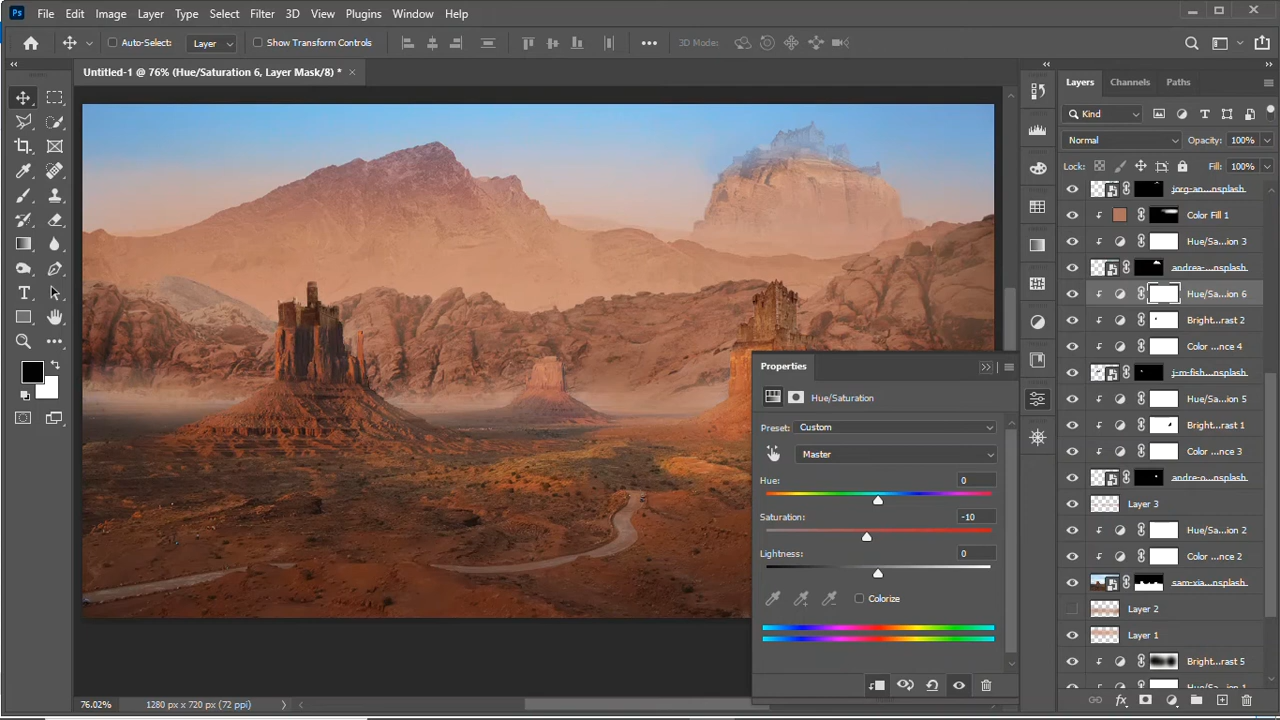 Ps File Edit Image Layer Type Select Filter 3D View Plugins Window Help
Auto-Select: Layer Show Transform Controls 3D Mode:
Untitled-1 @ 76% (Hue/Saturation 6, Layer Mask/8) *
Layers Channels Paths
Kind
Normal Opacity: 100%
Lock: Fill: 100%
jorg-ao...nsplash
Color Fill 1
Hue/Sa...ion 3
andrea-...nsplash
Hue/Sa...ion 6
Bright...rast 2
Color ...nce 4
j-m-fish...nsplash
Hue/Sa...ion 5
Bright...rast 1
Color ...nce 3
andre-o...nsplash
Layer 3
Hue/Sa...ion 2
Color ...nce 2
sam-xia...nsplash
Layer 2
Layer 1
Bright...rast 5
Hue/Sa...ion 1
Properties
Hue/Saturation
Preset: Custom
Master
Hue: 0
Saturation: -10
Lightness: 0
Colorize
76.02% 1280 px x 720 px (72 ppi)